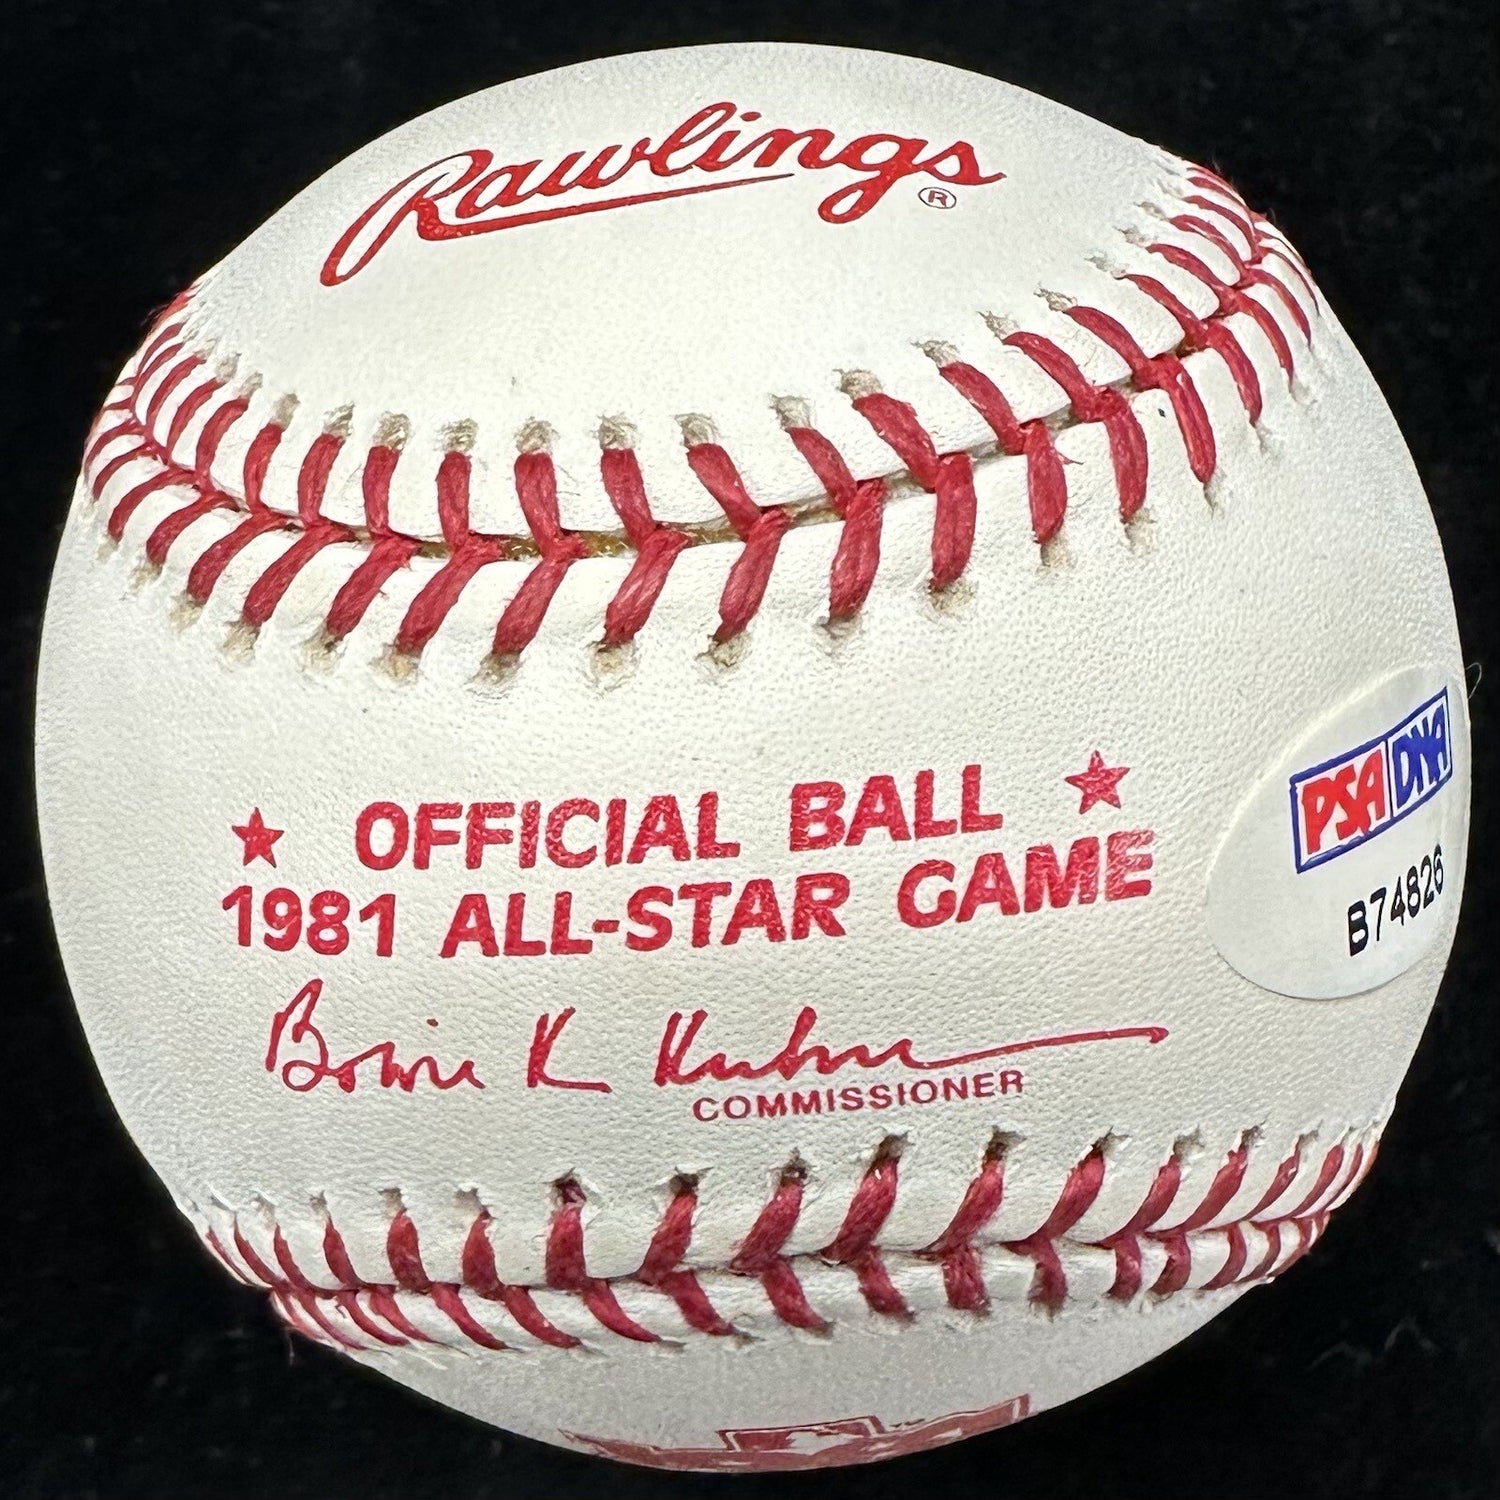 Rawlings®
★ OFFICIAL BALL ★
1981 ALL-STAR GAME
Bowie K Kuhn
COMMISSIONER
PSA DNA
B74826